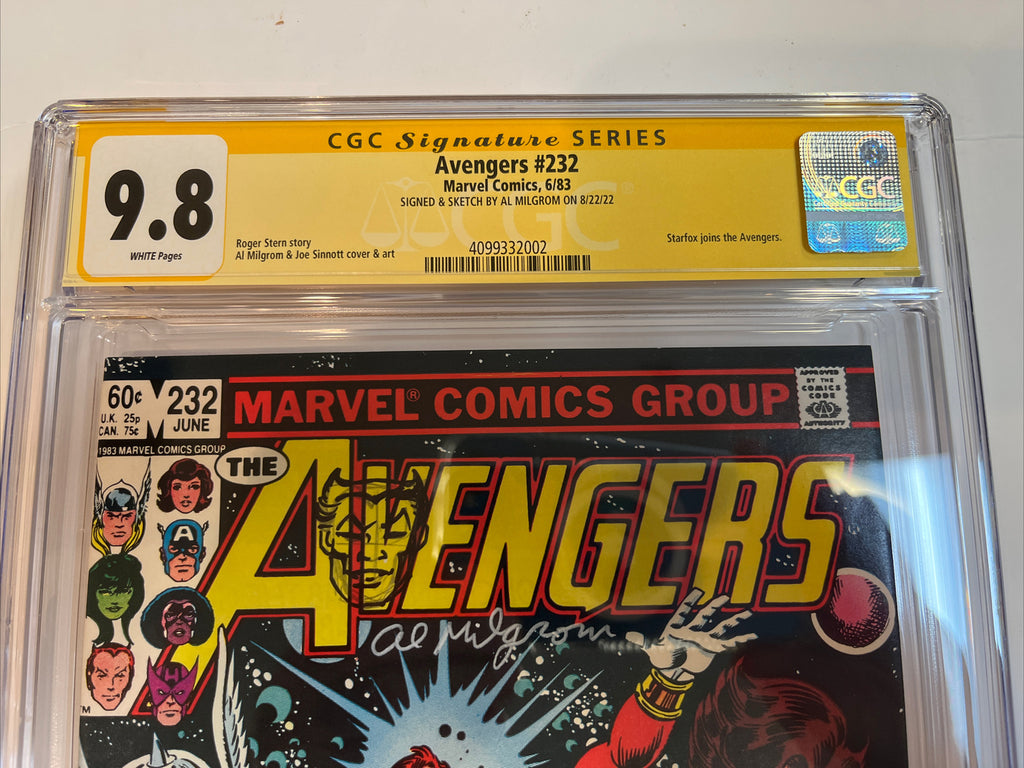 CGC Signature SERIES
9.8
WHITE Pages
Avengers #232
Marvel Comics, 6/83
SIGNED & SKETCH BY AL MILGROM ON 8/22/22
Roger Stern story
Al Milgrom & Joe Sinnott cover & art
4099332002
Starfox joins the Avengers.
CGC
CGC
60¢
U.K. 25p
CAN. 75¢
M
232
JUNE
MARVEL® COMICS GROUP
APPROVED
BY THE
COMICS
CODE
AUTHORITY
1983 MARVEL COMICS GROUP
THE
AVENGERS
A
Al Milgrom
TM